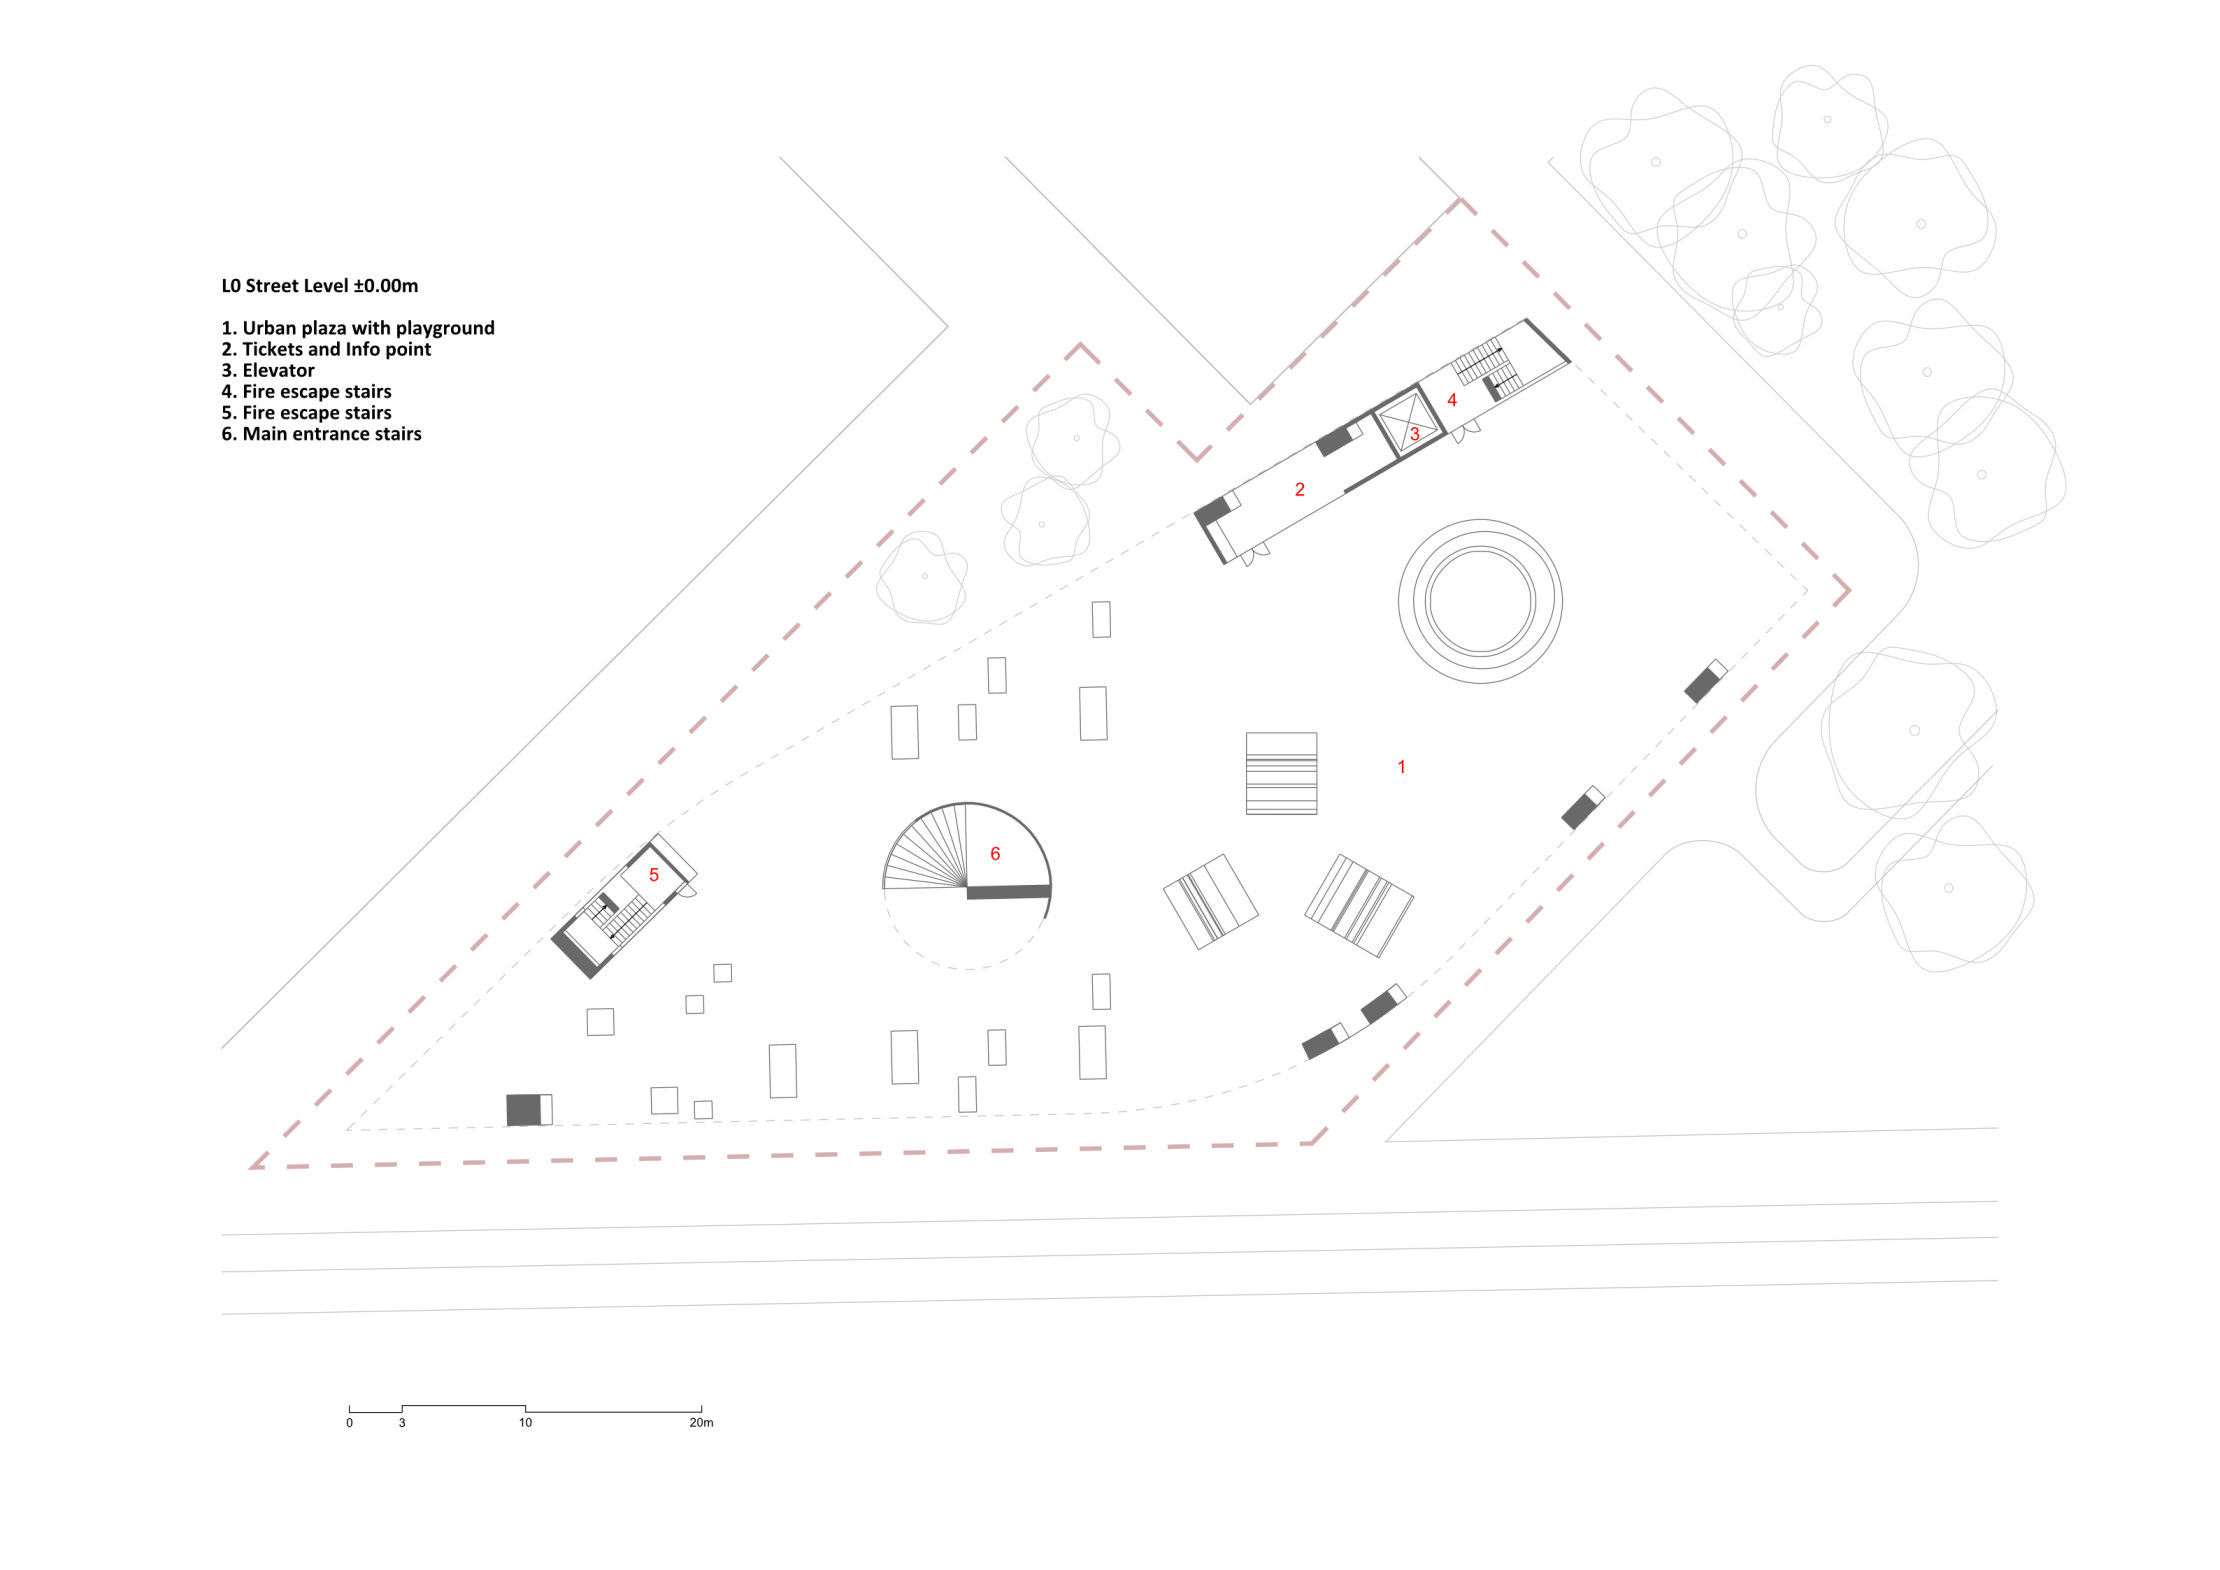 L0 Street Level ±0.00m
1. Urban plaza with playground
2. Tickets and Info point
3. Elevator
4. Fire escape stairs
5. Fire escape stairs
6. Main entrance stairs
4
3
2
1
6
5
0 3 10 20m